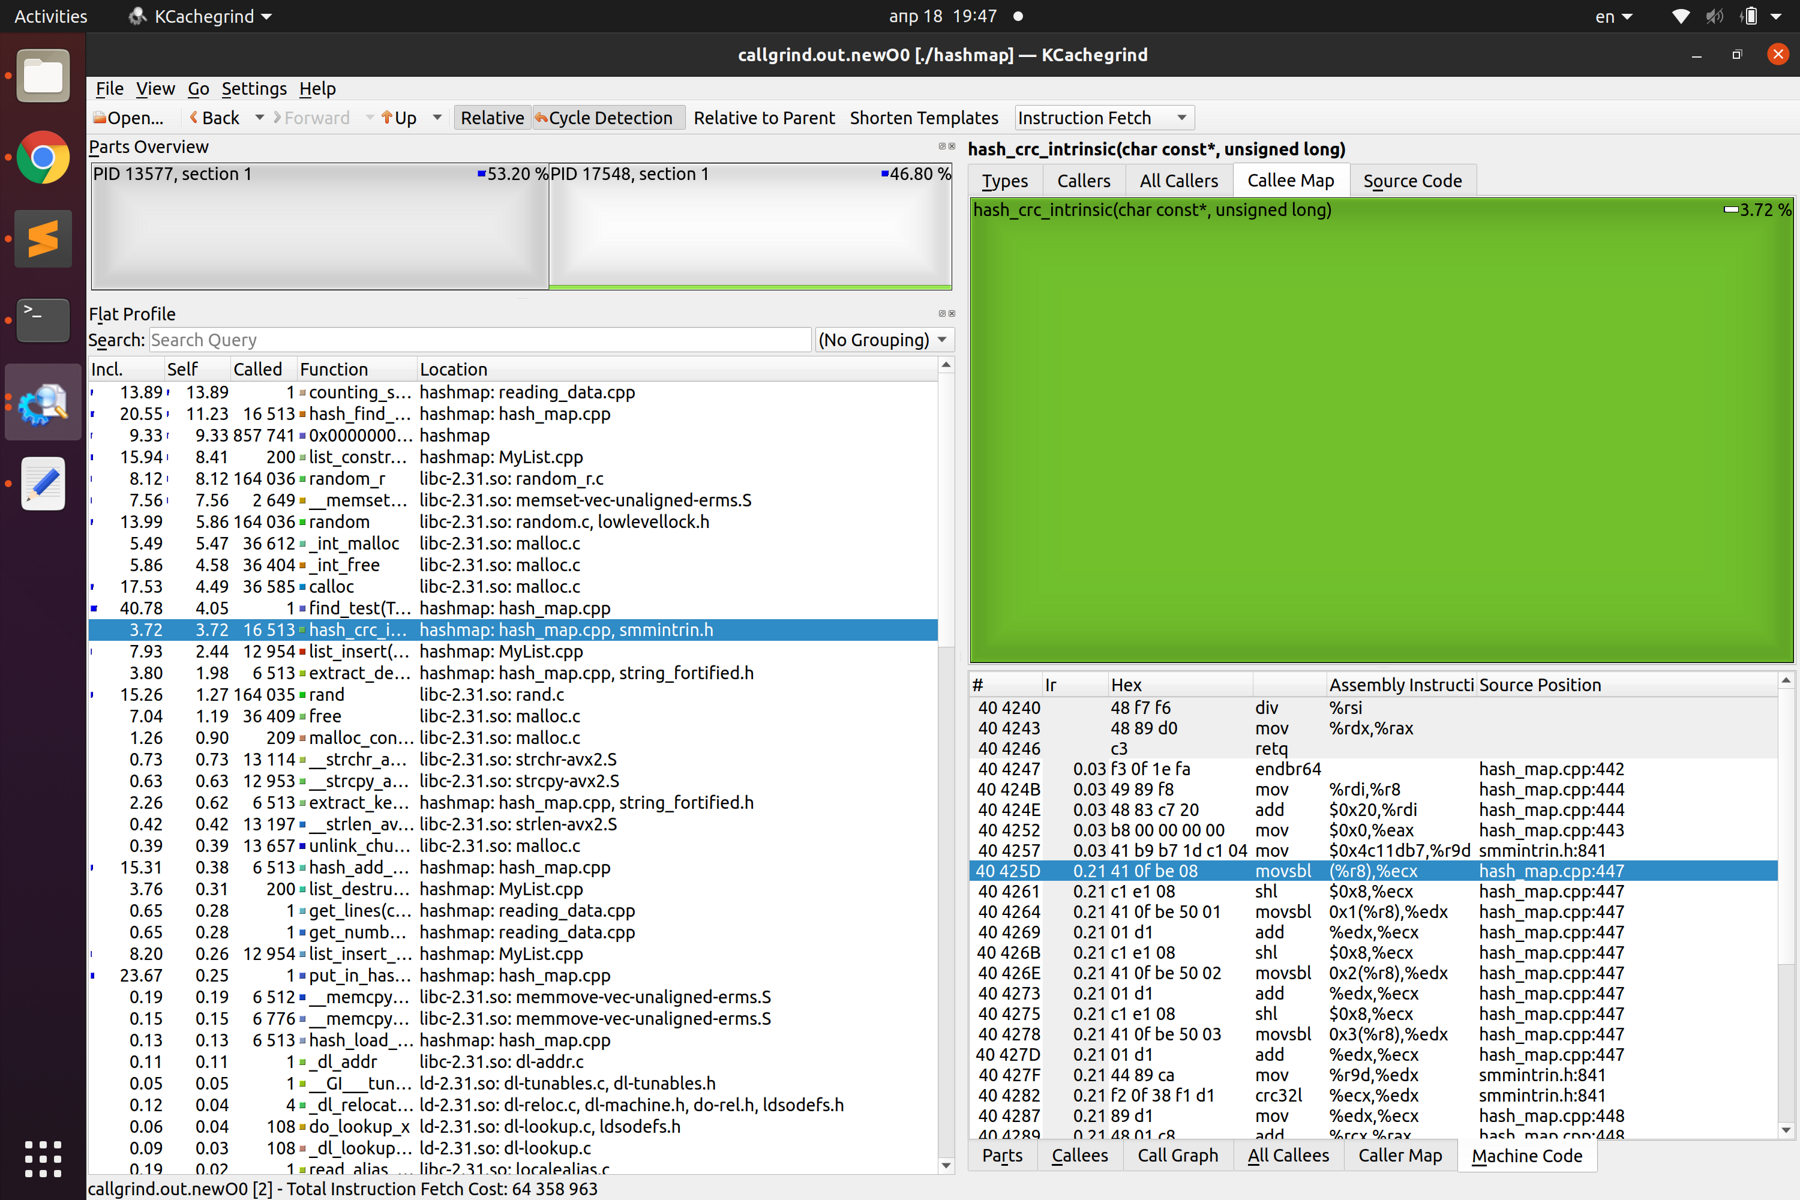 Activities KCachegrind апр 18 19:47 en
callgrind.out.newO0 [./hashmap] — KCachegrind
File View Go Settings Help
Open... Back Forward Up Relative Cycle Detection Relative to Parent Shorten Templates Instruction Fetch
Parts Overview
PID 13577, section 1 53.20 % PID 17548, section 1 46.80 %
Flat Profile
Search: Search Query (No Grouping)
Incl. Self Called Function Location
13.89 13.89 1 counting_s... hashmap: reading_data.cpp
20.55 11.23 16 513 hash_find_... hashmap: hash_map.cpp
9.33 9.33 857 741 0x0000000... hashmap
15.94 8.41 200 list_constr... hashmap: MyList.cpp
8.12 8.12 164 036 random_r libc-2.31.so: random_r.c
7.56 7.56 2 649 __memset... libc-2.31.so: memset-vec-unaligned-erms.S
13.99 5.86 164 036 random libc-2.31.so: random.c, lowlevellock.h
5.49 5.47 36 612 _int_malloc libc-2.31.so: malloc.c
5.86 4.58 36 404 _int_free libc-2.31.so: malloc.c
17.53 4.49 36 585 calloc libc-2.31.so: malloc.c
40.78 4.05 1 find_test(T... hashmap: hash_map.cpp
3.72 3.72 16 513 hash_crc_i... hashmap: hash_map.cpp, smmintrin.h
7.93 2.44 12 954 list_insert(... hashmap: MyList.cpp
3.80 1.98 6 513 extract_de... hashmap: hash_map.cpp, string_fortified.h
15.26 1.27 164 035 rand libc-2.31.so: rand.c
7.04 1.19 36 409 free libc-2.31.so: malloc.c
1.26 0.90 209 malloc_con... libc-2.31.so: malloc.c
0.73 0.73 13 114 __strchr_a... libc-2.31.so: strchr-avx2.S
0.63 0.63 12 953 __strcpy_a... libc-2.31.so: strcpy-avx2.S
2.26 0.62 6 513 extract_ke... hashmap: hash_map.cpp, string_fortified.h
0.42 0.42 13 197 __strlen_av... libc-2.31.so: strlen-avx2.S
0.39 0.39 13 657 unlink_chu... libc-2.31.so: malloc.c
15.31 0.38 6 513 hash_add_... hashmap: hash_map.cpp
3.76 0.31 200 list_destru... hashmap: MyList.cpp
0.65 0.28 1 get_lines(c... hashmap: reading_data.cpp
0.65 0.28 1 get_numb... hashmap: reading_data.cpp
8.20 0.26 12 954 list_insert_... hashmap: MyList.cpp
23.67 0.25 1 put_in_has... hashmap: hash_map.cpp
0.19 0.19 6 512 __memcpy... libc-2.31.so: memmove-vec-unaligned-erms.S
0.15 0.15 6 776 __memcpy... libc-2.31.so: memmove-vec-unaligned-erms.S
0.13 0.13 6 513 hash_load_... hashmap: hash_map.cpp
0.11 0.11 1 _dl_addr libc-2.31.so: dl-addr.c
0.05 0.05 1 __GI___tun... ld-2.31.so: dl-tunables.c, dl-tunables.h
0.12 0.04 4 _dl_relocat... ld-2.31.so: dl-reloc.c, dl-machine.h, do-rel.h, ldsodefs.h
0.06 0.04 108 do_lookup_x ld-2.31.so: dl-lookup.c, ldsodefs.h
0.09 0.03 108 _dl_lookup... ld-2.31.so: dl-lookup.c
0.19 0.02 1 read_alias_... libc-2.31.so: localealias.c
callgrind.out.newO0 [2] - Total Instruction Fetch Cost: 64 358 963
hash_crc_intrinsic(char const*, unsigned long)
Types Callers All Callers Callee Map Source Code
hash_crc_intrinsic(char const*, unsigned long) 3.72 %
# Ir Hex Assembly Instructi Source Position
40 4240 48 f7 f6 div %rsi
40 4243 48 89 d0 mov %rdx,%rax
40 4246 c3 retq
40 4247 0.03 f3 0f 1e fa endbr64 hash_map.cpp:442
40 424B 0.03 49 89 f8 mov %rdi,%r8 hash_map.cpp:444
40 424E 0.03 48 83 c7 20 add $0x20,%rdi hash_map.cpp:444
40 4252 0.03 b8 00 00 00 00 mov $0x0,%eax hash_map.cpp:443
40 4257 0.03 41 b9 b7 1d c1 04 mov $0x4c11db7,%r9d smmintrin.h:841
40 425D 0.21 41 0f be 08 movsbl (%r8),%ecx hash_map.cpp:447
40 4261 0.21 c1 e1 08 shl $0x8,%ecx hash_map.cpp:447
40 4264 0.21 41 0f be 50 01 movsbl 0x1(%r8),%edx hash_map.cpp:447
40 4269 0.21 01 d1 add %edx,%ecx hash_map.cpp:447
40 426B 0.21 c1 e1 08 shl $0x8,%ecx hash_map.cpp:447
40 426E 0.21 41 0f be 50 02 movsbl 0x2(%r8),%edx hash_map.cpp:447
40 4273 0.21 01 d1 add %edx,%ecx hash_map.cpp:447
40 4275 0.21 c1 e1 08 shl $0x8,%ecx hash_map.cpp:447
40 4278 0.21 41 0f be 50 03 movsbl 0x3(%r8),%edx hash_map.cpp:447
40 427D 0.21 01 d1 add %edx,%ecx hash_map.cpp:447
40 427F 0.21 44 89 ca mov %r9d,%edx smmintrin.h:841
40 4282 0.21 f2 0f 38 f1 d1 crc32l %ecx,%edx smmintrin.h:841
40 4287 0.21 89 d1 mov %edx,%ecx hash_map.cpp:448
40 4289 0.21 48 01 c8 add %rcx,%rax hash_map.cpp:448
Parts Callees Call Graph All Callees Caller Map Machine Code